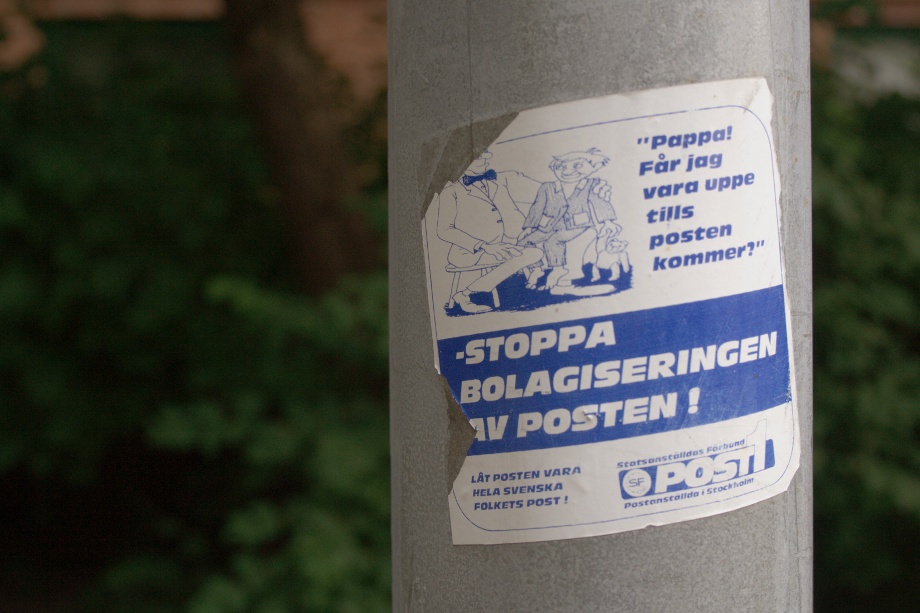 "Pappa!
Får jag
vara uppe
tills
posten
kommer?"
-STOPPA
BOLAGISERINGEN
AV POSTEN !
LÅT POSTEN VARA
HELA SVENSKA
FOLKETS POST !
Statsanställdas Förbund
SF POST1
Postanställda i Stockholm